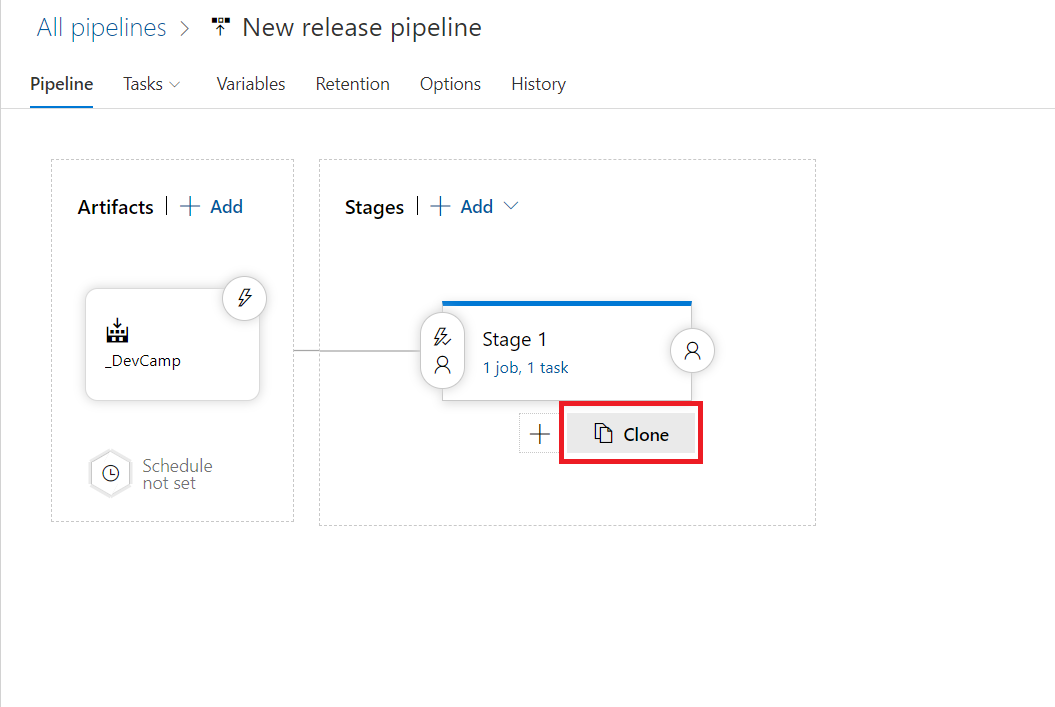 All pipelines > New release pipeline
Pipeline Tasks Variables Retention Options History
Artifacts | + Add
Stages | + Add
_DevCamp
Stage 1
1 job, 1 task
Clone
Schedule
not set